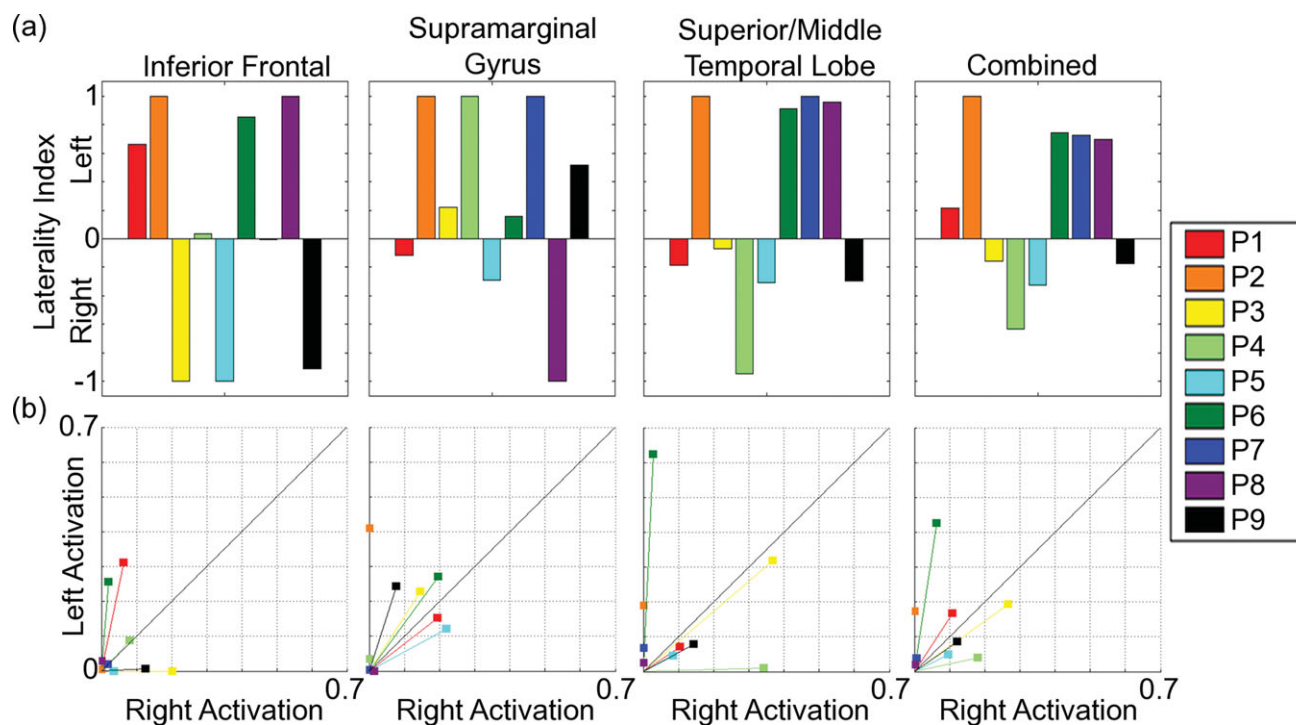 (a)
Inferior Frontal
Supramarginal
Gyrus
Superior/Middle
Temporal Lobe
Combined
Laterality Index
Right Left
1
0
-1
P1
P2
P3
P4
P5
P6
P7
P8
P9
(b)
Left Activation
0.7
0
0.7
0.7
0.7
0.7
Right Activation
Right Activation
Right Activation
Right Activation